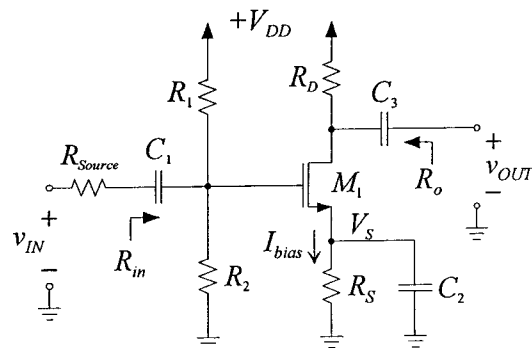 +V_DD
R_1
R_D
C_3
R_Source
C_1
+
v_OUT
-
M_1
R_o
+
v_IN
-
R_in
R_2
I_bias
V_S
R_S
C_2